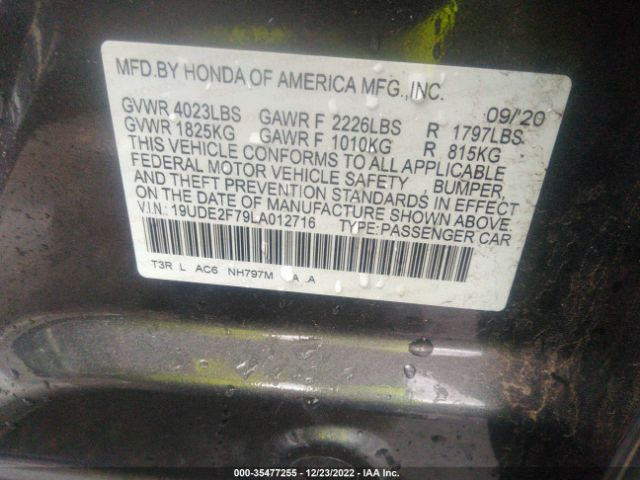 MFD.BY HONDA OF AMERICA MFG.,INC.
09/'20
GVWR 4023LBS GAWR F 2226LBS R 1797LBS
GVWR 1825KG GAWR F 1010KG R 815KG
THIS VEHICLE CONFORMS TO ALL APPLICABLE
FEDERAL MOTOR VEHICLE SAFETY , BUMPER,
AND THEFT PREVENTION STANDARDS IN EFFECT
ON THE DATE OF MANUFACTURE SHOWN ABOVE.
V.I.N: 19UDE2F79LA012716 TYPE:PASSENGER CAR
T3R L AC6 NH797M A A
000-35477255 - 12/23/2022 - IAA Inc.